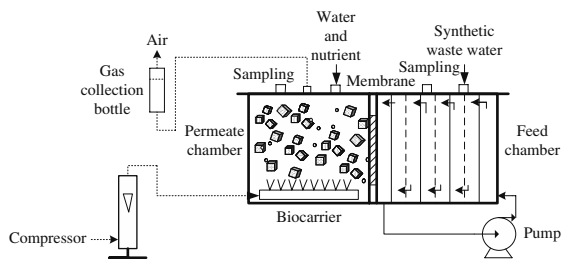 Air
Gas
collection
bottle
Sampling
Water
and
nutrient
Membrane
Synthetic
waste water
Sampling
Permeate
chamber
Feed
chamber
Biocarrier
Compressor
Pump